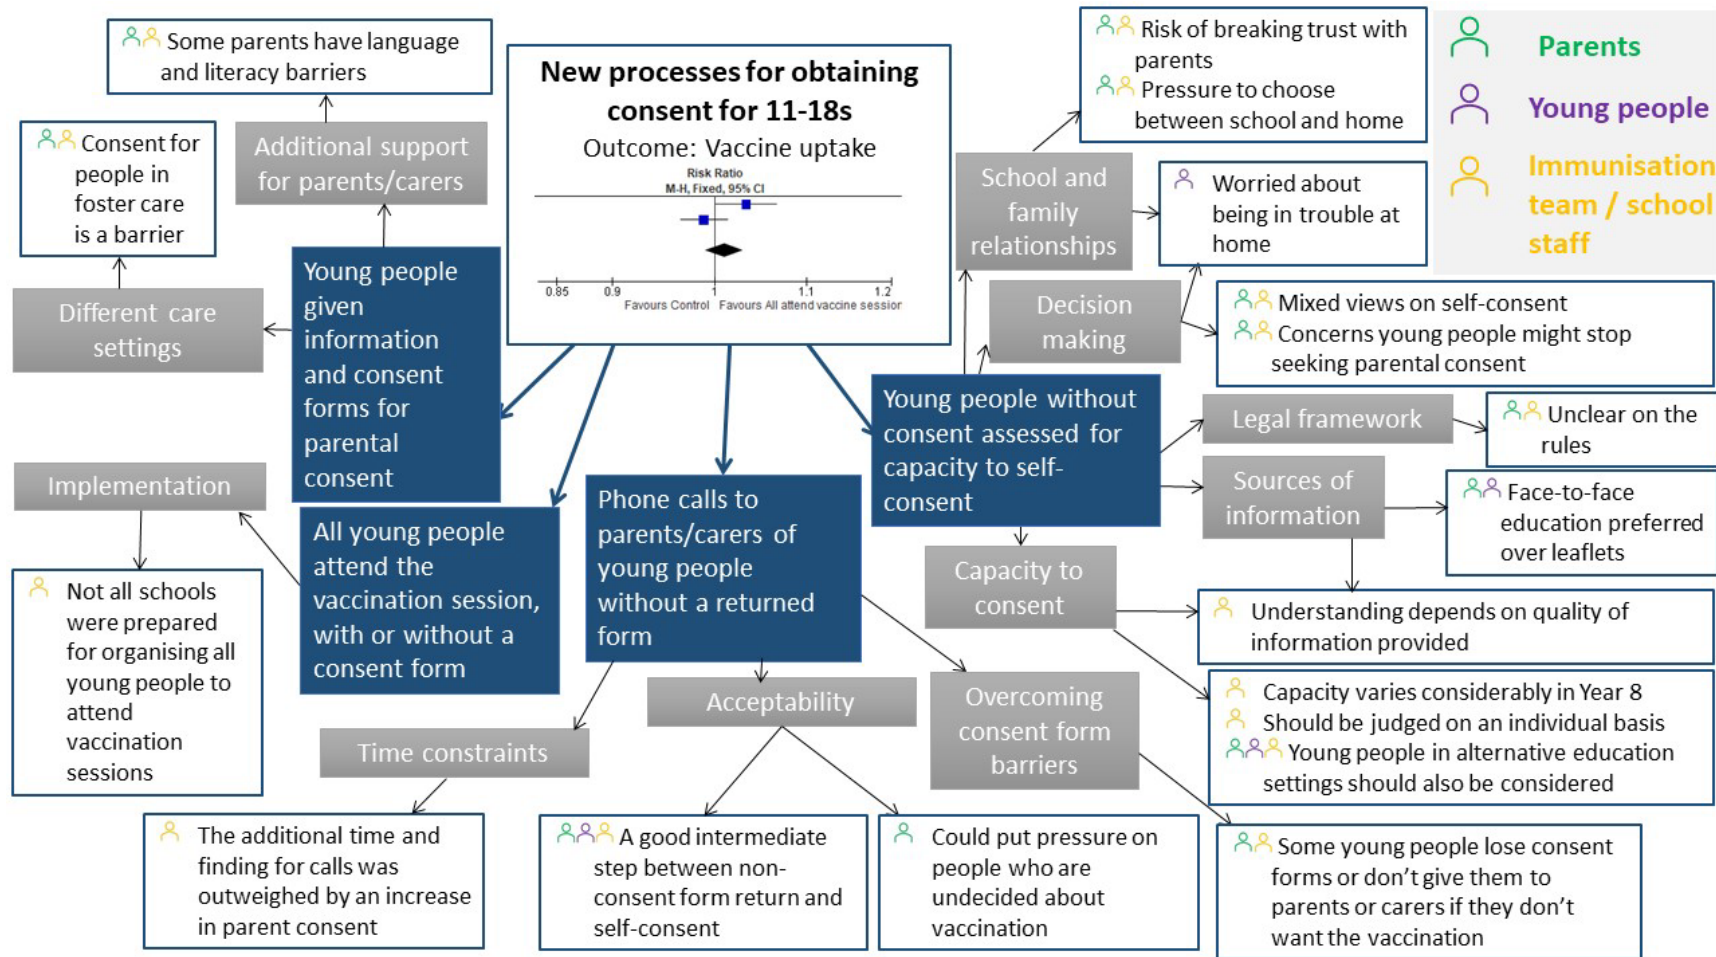 Some parents have language
and literacy barriers
Consent for
people in
foster care
is a barrier
Additional support
for parents/carers
Different care
settings
Young people
given
information
and consent
forms for
parental
consent
New processes for obtaining
consent for 11-18s
Outcome: Vaccine uptake
Risk Ratio
M-H, Fixed, 95% CI
0.85 0.9 1 1.1 1.2
Favours Control Favours All attend vaccine session
Risk of breaking trust with
parents
Pressure to choose
between school and home
School and
family
relationships
Worried about
being in trouble at
home
Decision
making
Mixed views on self-consent
Concerns young people might stop
seeking parental consent
Parents
Young people
Immunisation
team / school
staff
Young people without
consent assessed for
capacity to self-
consent
Legal framework
Unclear on the
rules
Sources of
information
Face-to-face
education preferred
over leaflets
Capacity to
consent
Understanding depends on quality of
information provided
Capacity varies considerably in Year 8
Should be judged on an individual basis
Young people in alternative education
settings should also be considered
Implementation
Not all schools
were prepared
for organising all
young people to
attend
vaccination
sessions
All young people
attend the
vaccination session,
with or without a
consent form
Phone calls to
parents/carers of
young people
without a returned
form
Time constraints
The additional time and
finding for calls was
outweighed by an increase
in parent consent
Acceptability
A good intermediate
step between non-
consent form return and
self-consent
Could put pressure on
people who are
undecided about
vaccination
Overcoming
consent form
barriers
Some young people lose consent
forms or don't give them to
parents or carers if they don't
want the vaccination